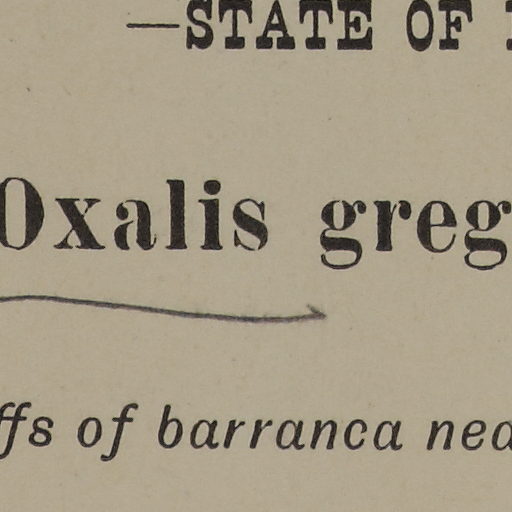 —STATE OF
Oxalis greg
ffs of barranca nea